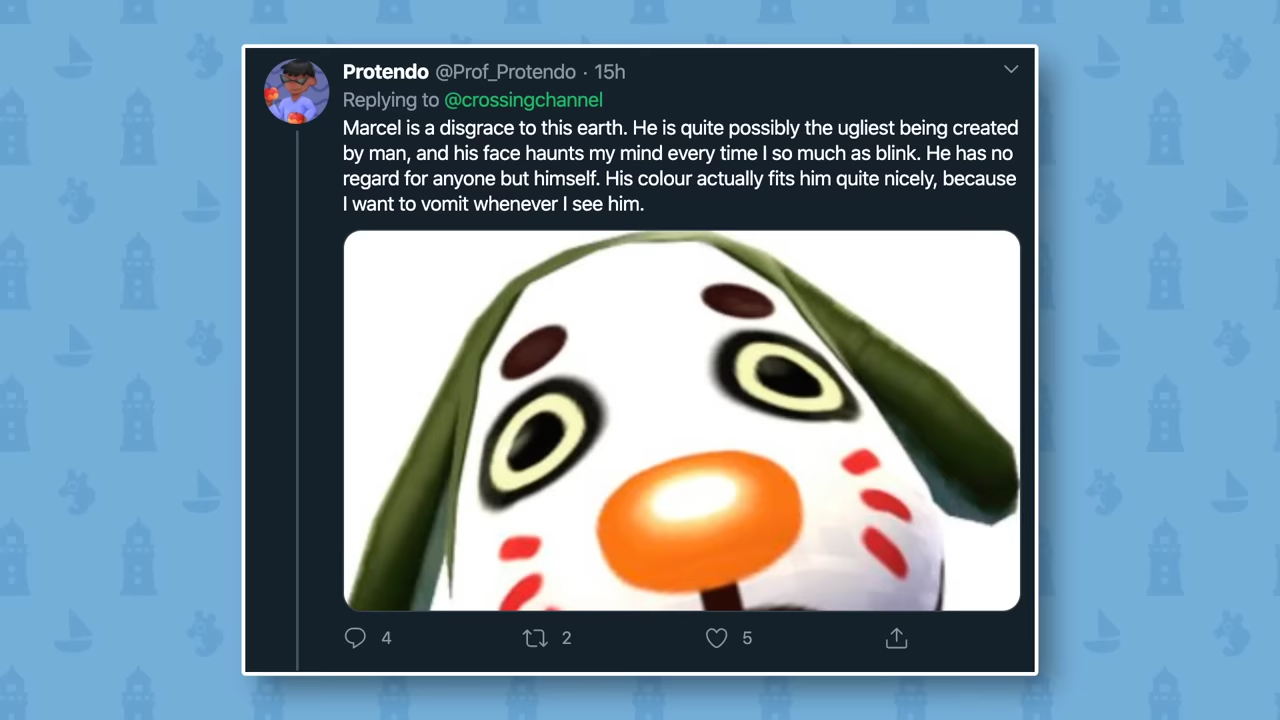 Protendo @Prof_Protendo · 15h
Replying to @crossingchannel
Marcel is a disgrace to this earth. He is quite possibly the ugliest being created
by man, and his face haunts my mind every time I so much as blink. He has no
regard for anyone but himself. His colour actually fits him quite nicely, because
I want to vomit whenever I see him.
4 2 5